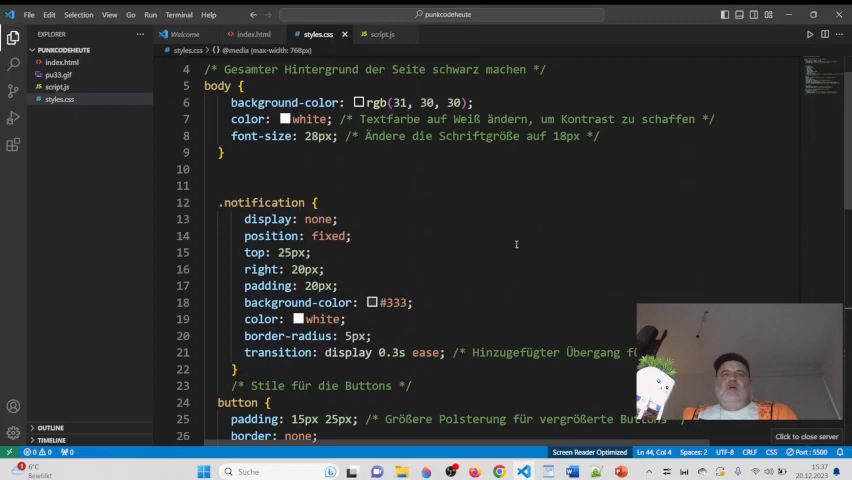 File Edit Selection View Go Run Terminal Help
punkcodeheute
EXPLORER
Welcome index.html styles.css script.js
PUNKCODEHEUTE
styles.css > @media (max-width: 768px)
index.html
pu33.gif
script.js
styles.css
4 /* Gesamter Hintergrund der Seite schwarz machen */
5 body {
6 background-color: rgb(31, 30, 30);
7 color: white; /* Textfarbe auf Weiß ändern, um Kontrast zu schaffen */
8 font-size: 28px; /* Ändere die Schriftgröße auf 18px */
9 }
10
11
12 .notification {
13 display: none;
14 position: fixed;
15 top: 25px;
16 right: 20px;
17 padding: 20px;
18 background-color: #333;
19 color: white;
20 border-radius: 5px;
21 transition: display 0.3s ease; /* Hinzugefügter Übergang fü
22 }
23 /* Stile für die Buttons */
24 button {
25 padding: 15px 25px; /* Größere Polsterung für vergrößerte Buttons
26 border: none;
OUTLINE
TIMELINE
Click to close server
0 0 0 Screen Reader Optimized Ln 44, Col 4 Spaces: 2 UTF-8 CRLF CSS Port : 5500
6°C
Bewölkt
Suche
15:37
20.12.2023